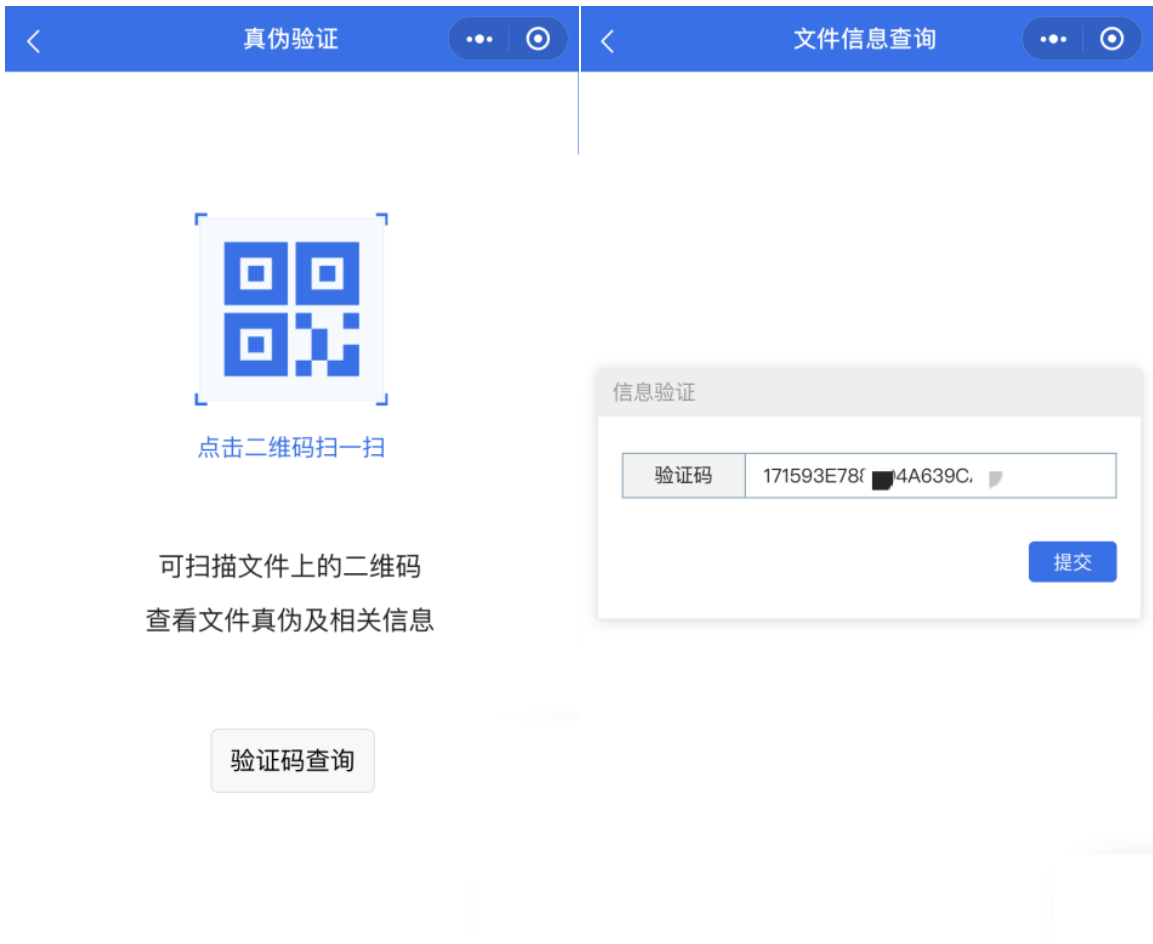 真伪验证
点击二维码扫一扫
可扫描文件上的二维码
查看文件真伪及相关信息
验证码查询
文件信息查询
信息验证
验证码 171593E78 4A639C
提交